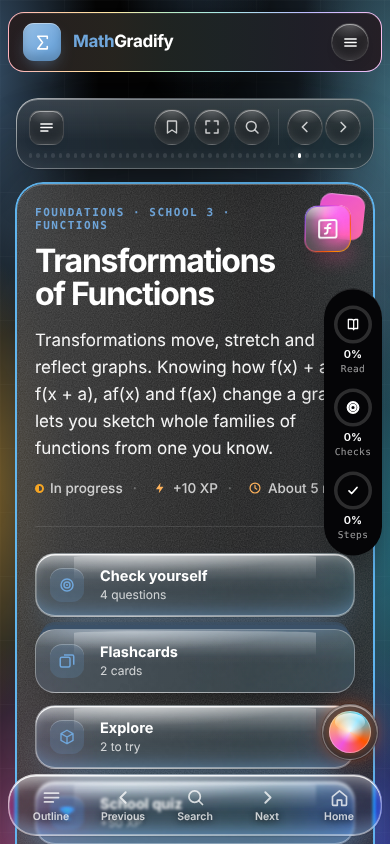 Σ MathGradify
FOUNDATIONS · SCHOOL 3 ·
FUNCTIONS
Transformations
of Functions
Transformations move, stretch and
reflect graphs. Knowing how f(x) +
f(x + a), af(x) and f(ax) change a
lets you sketch whole families of
functions from one you know.
In progress · +10 XP · About 5
0%
Read
0%
Checks
0%
Steps
Check yourself
4 questions
Flashcards
2 cards
Explore
2 to try
School quiz
Outline Previous Search Next Home